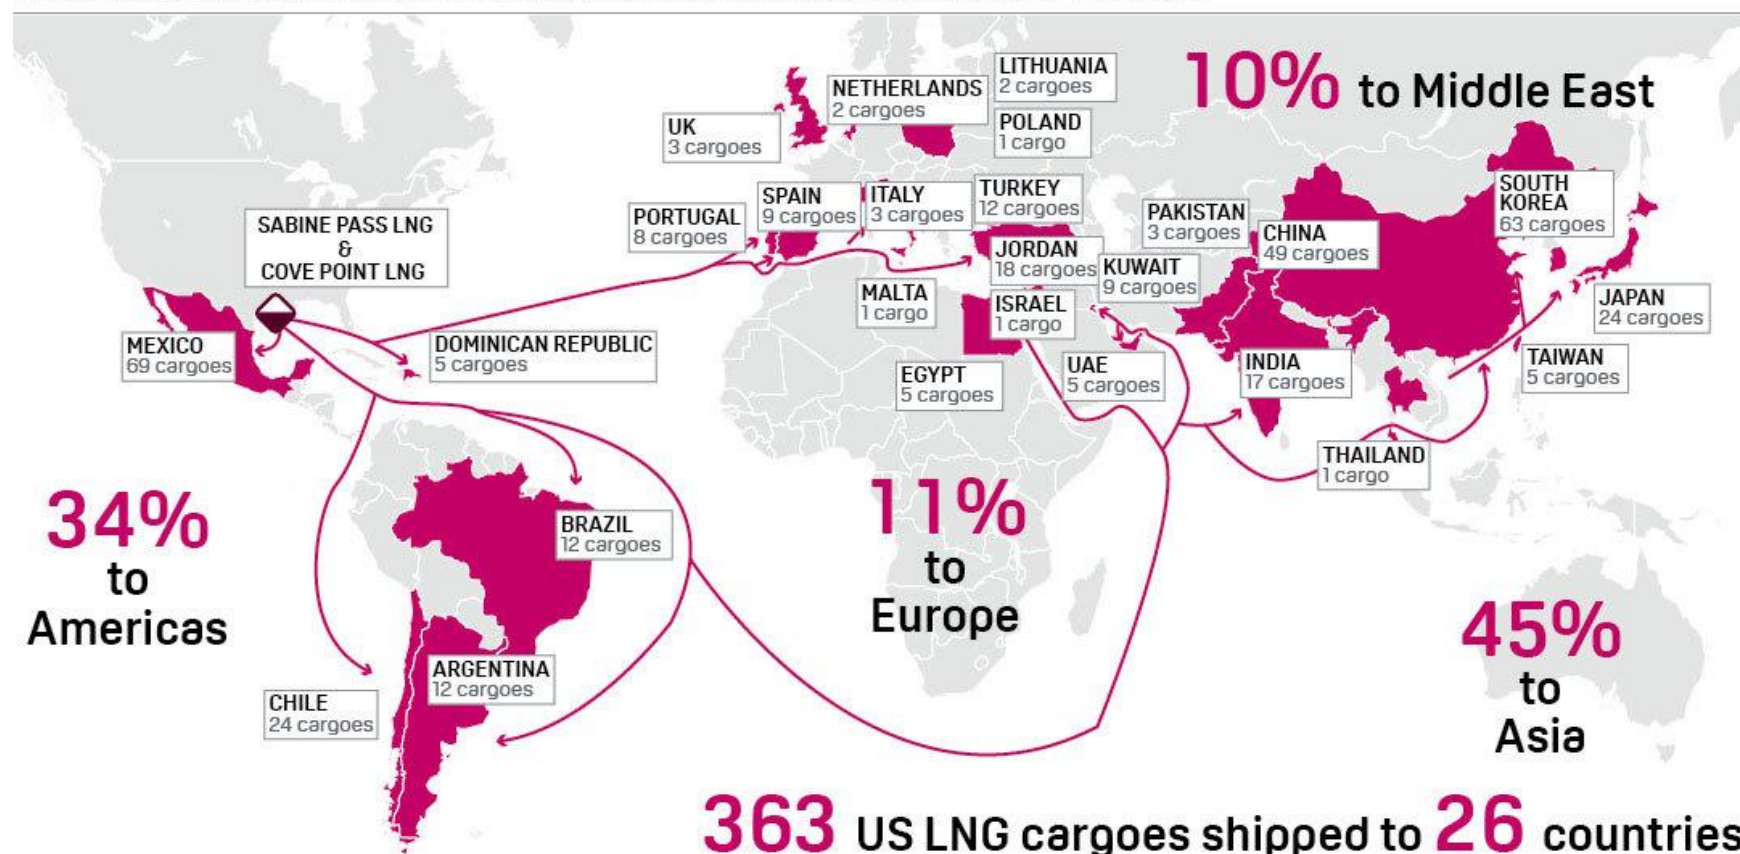 10% to Middle East
LITHUANIA
2 cargoes
NETHERLANDS
2 cargoes
POLAND
1 cargo
UK
3 cargoes
SPAIN
9 cargoes
ITALY
3 cargoes
TURKEY
12 cargoes
PORTUGAL
8 cargoes
SOUTH
KOREA
63 cargoes
PAKISTAN
3 cargoes
CHINA
49 cargoes
SABINE PASS LNG
&
COVE POINT LNG
JORDAN
18 cargoes
KUWAIT
9 cargoes
MALTA
1 cargo
ISRAEL
1 cargo
JAPAN
24 cargoes
MEXICO
69 cargoes
DOMINICAN REPUBLIC
5 cargoes
EGYPT
5 cargoes
UAE
5 cargoes
INDIA
17 cargoes
TAIWAN
5 cargoes
THAILAND
1 cargo
34%
to
Americas
BRAZIL
12 cargoes
11%
to
Europe
45%
to
Asia
ARGENTINA
12 cargoes
CHILE
24 cargoes
363 US LNG cargoes shipped to 26 countries